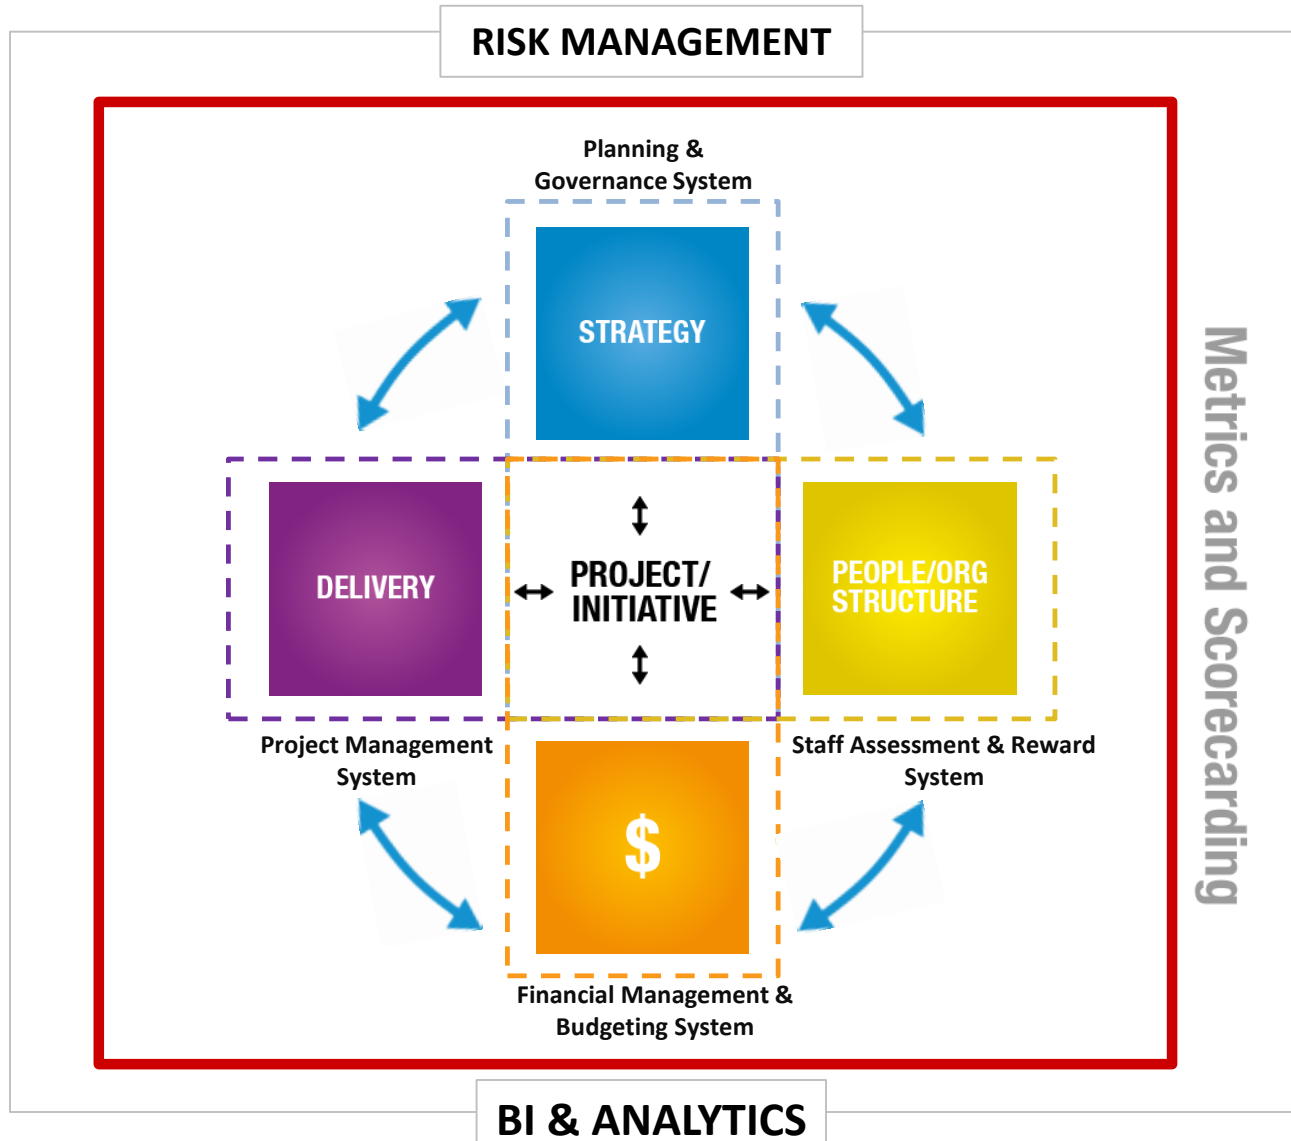 RISK MANAGEMENT
Planning &
Governance System
STRATEGY
DELIVERY
PROJECT/
INITIATIVE
PEOPLE/ORG
STRUCTURE
Metrics and Scorecardling
Project Management
System
Staff Assessment & Reward
System
$
Financial Management &
Budgeting System
BI & ANALYTICS